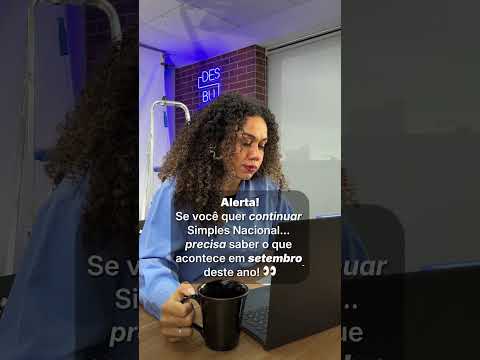 DES
BU
Alerta!
Se você quer continuar
Simples Nacional...
precisa saber o que
acontece em setembro
deste ano! 👀